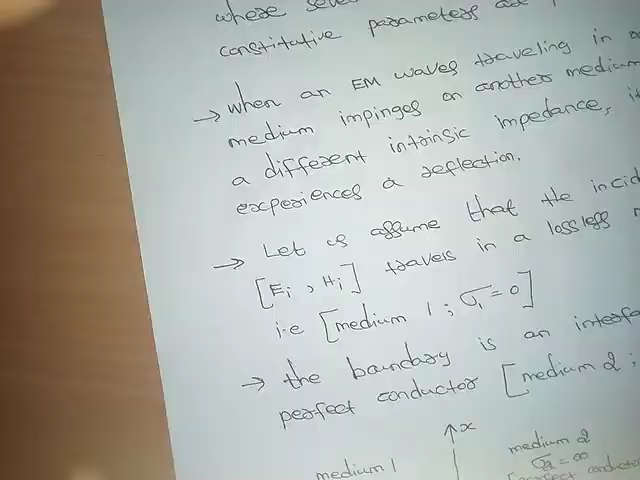 where
constitutive parameters are
→ when an EM waves traveling in
medium impinges on another medium
a different intrinsic impedance, it
experiences a reflection.
→ Let us assume that the
[Ei , Hi] travels in a lossless
i.e [medium 1 ; σ1 = 0]
→ the boundary is an
perfect conductor [medium 2 ;
↑x
medium 2
σ2 = ∞
medium 1